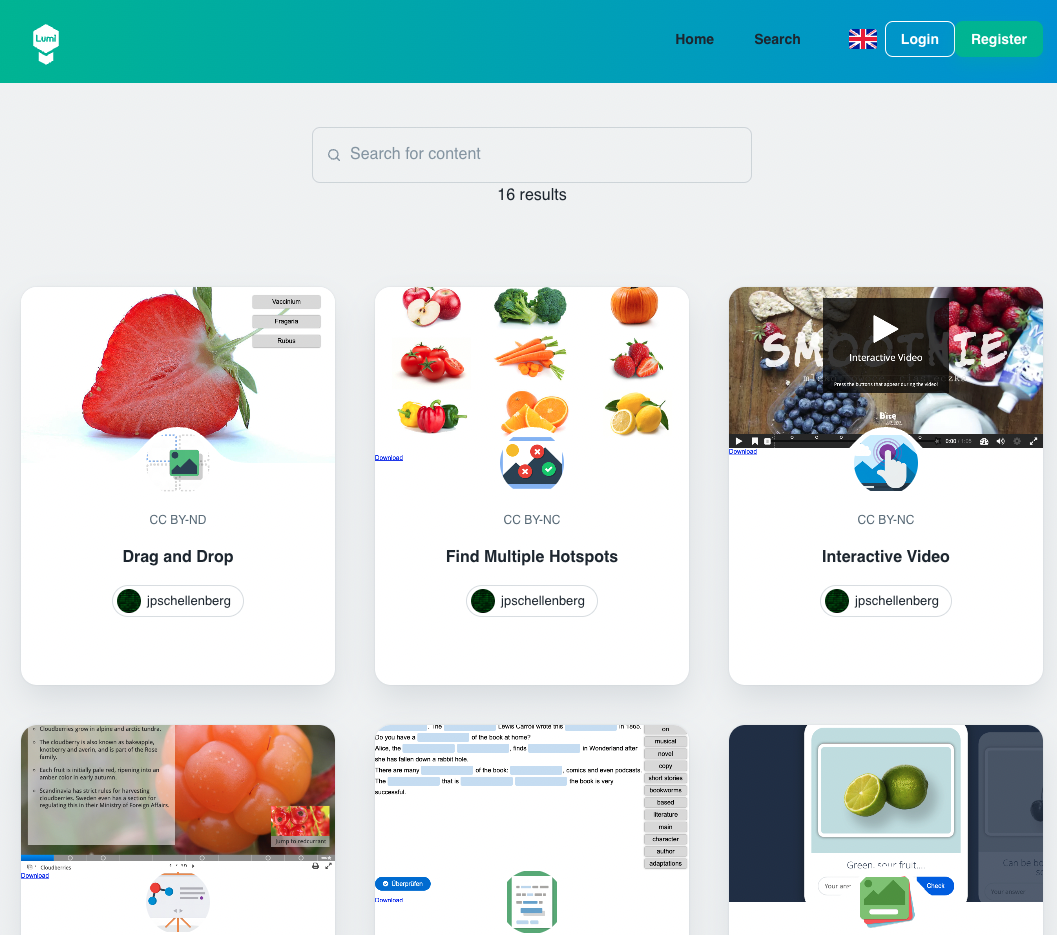 Lumi
Home
Search
Login
Register
Search for content
16 results
Vaccinium
Fragaria
Rubus
CC BY-ND
Drag and Drop
jpschellenberg
Download
CC BY-NC
Find Multiple Hotspots
jpschellenberg
Interactive Video
Press the buttons that appear during the video!
0:00 / 1:08
Download
CC BY-NC
Interactive Video
jpschellenberg
Cloudberries grow in alpine and arctic tundra.
The cloudberry is also known as bakeapple,
knotberry and averin, and is part of the Rose
family.
Each fruit is initially pale red, ripening into an
amber color in early autumn.
Scandinavia has strict rules for harvesting
cloudberries. Sweden even has a section for
regulating this in their Ministry of Foreign Affairs.
Jump to redcurrant
Cloudberries
Download
. The Lewis Carroll wrote this in 1865.
Do you have a of the book at home?
Alice, the , finds in Wonderland after
she has fallen down a rabbit hole.
There are many of the book: , comics and even podcasts.
The that is the book is very
successful.
on
musical
novel
copy
short stories
bookworms
based
literature
main
character
author
adaptations
Überprüfen
Download
Green, sour fruit....
Your ans
Check
Can be bo
Your answer